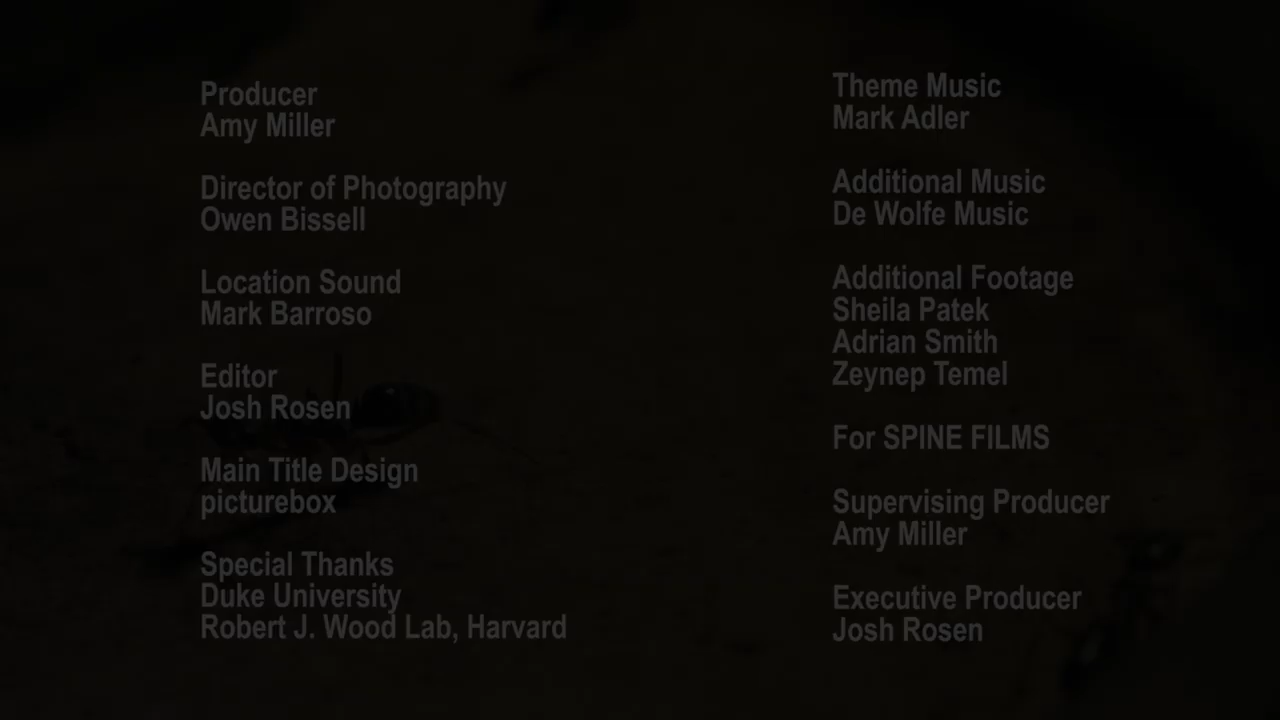 Producer
Amy Miller
Director of Photography
Owen Bissell
Location Sound
Mark Barroso
Editor
Josh Rosen
Main Title Design
picturebox
Special Thanks
Duke University
Robert J. Wood Lab, Harvard
Theme Music
Mark Adler
Additional Music
De Wolfe Music
Additional Footage
Sheila Patek
Adrian Smith
Zeynep Temel
For SPINE FILMS
Supervising Producer
Amy Miller
Executive Producer
Josh Rosen